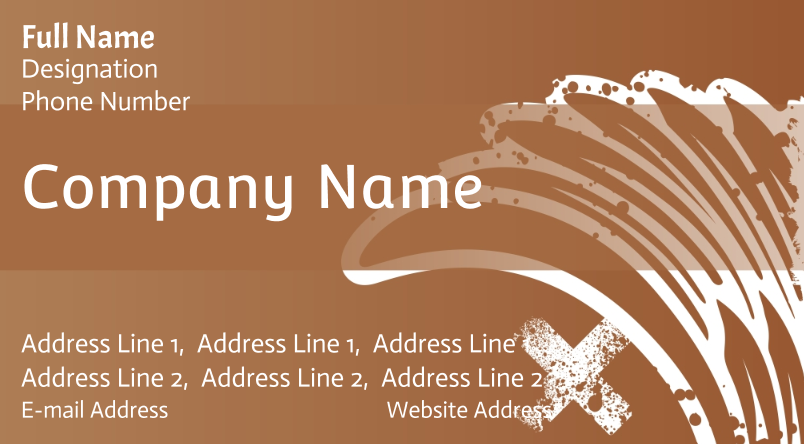 Full Name
Designation
Phone Number
Company Name
Address Line 1,  Address Line 1,  Address Line
Address Line 2,  Address Line 2,  Address Line 2
E-mail Address Website Address